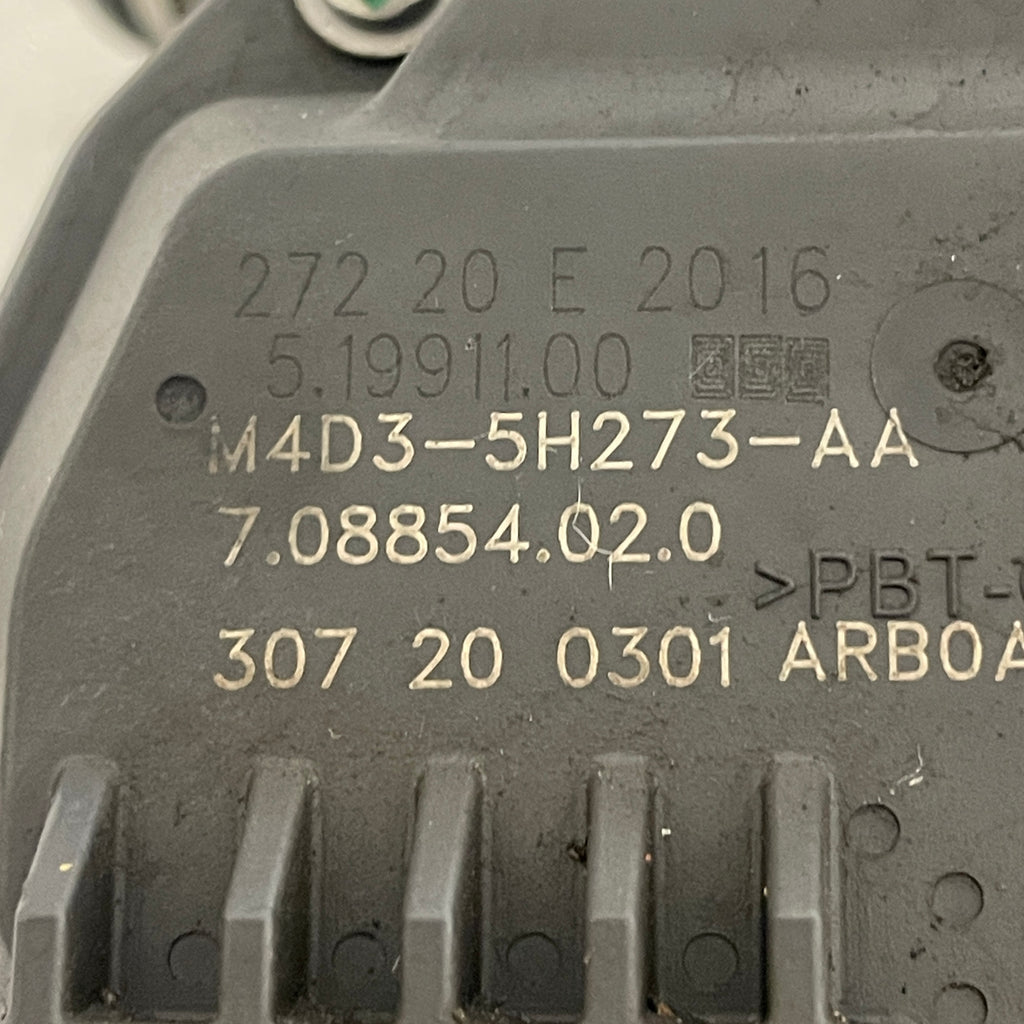 272 20 E 2016
5.19911.00
M4D3-5H273-AA
7.08854.02.0
>PBT-
307 20 0301 ARB0A